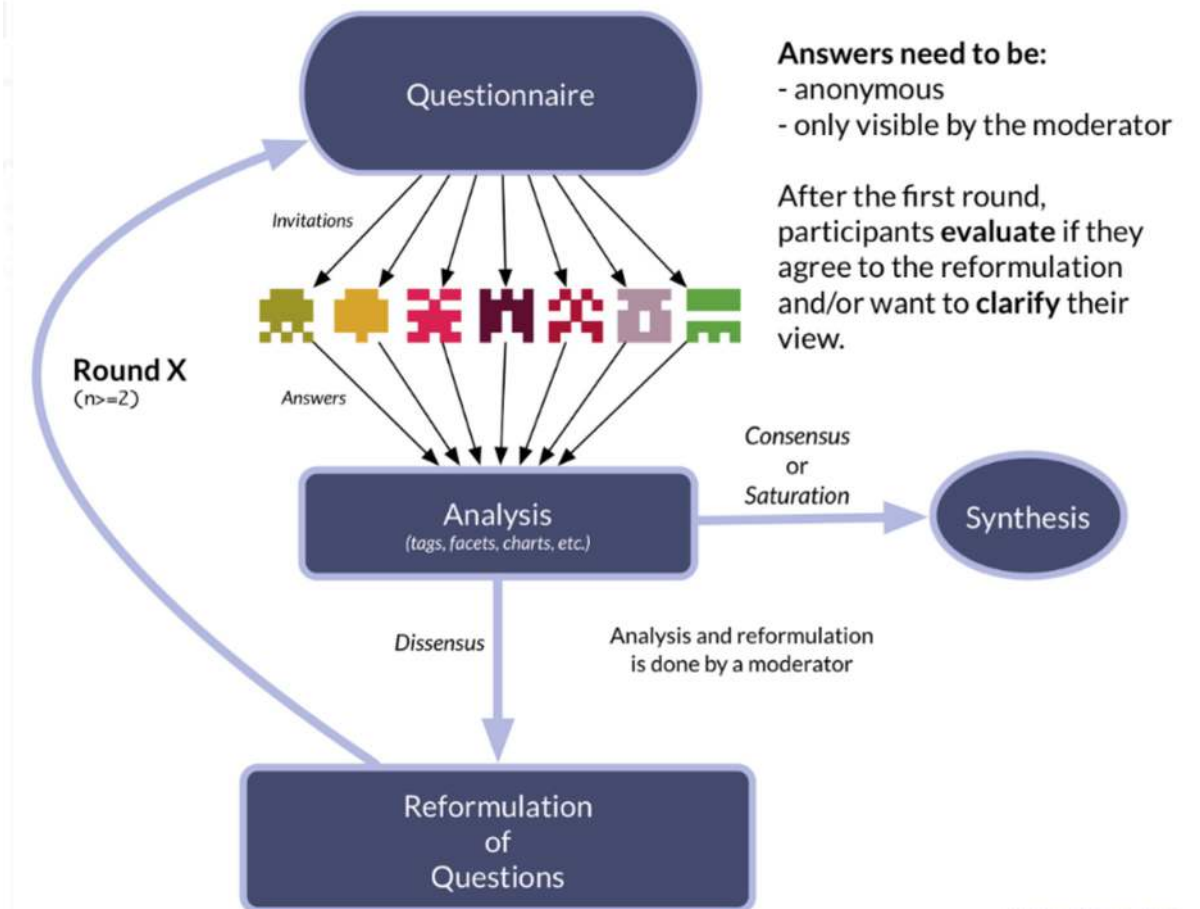 Questionnaire
Answers need to be:
- anonymous
- only visible by the moderator
After the first round,
participants evaluate if they
agree to the reformulation
and/or want to clarify their
view.
Invitations
Round X
(n>=2)
Answers
Consensus
or
Saturation
Analysis
(tags, facets, charts, etc.)
Synthesis
Dissensus
Analysis and reformulation
is done by a moderator
Reformulation
of
Questions